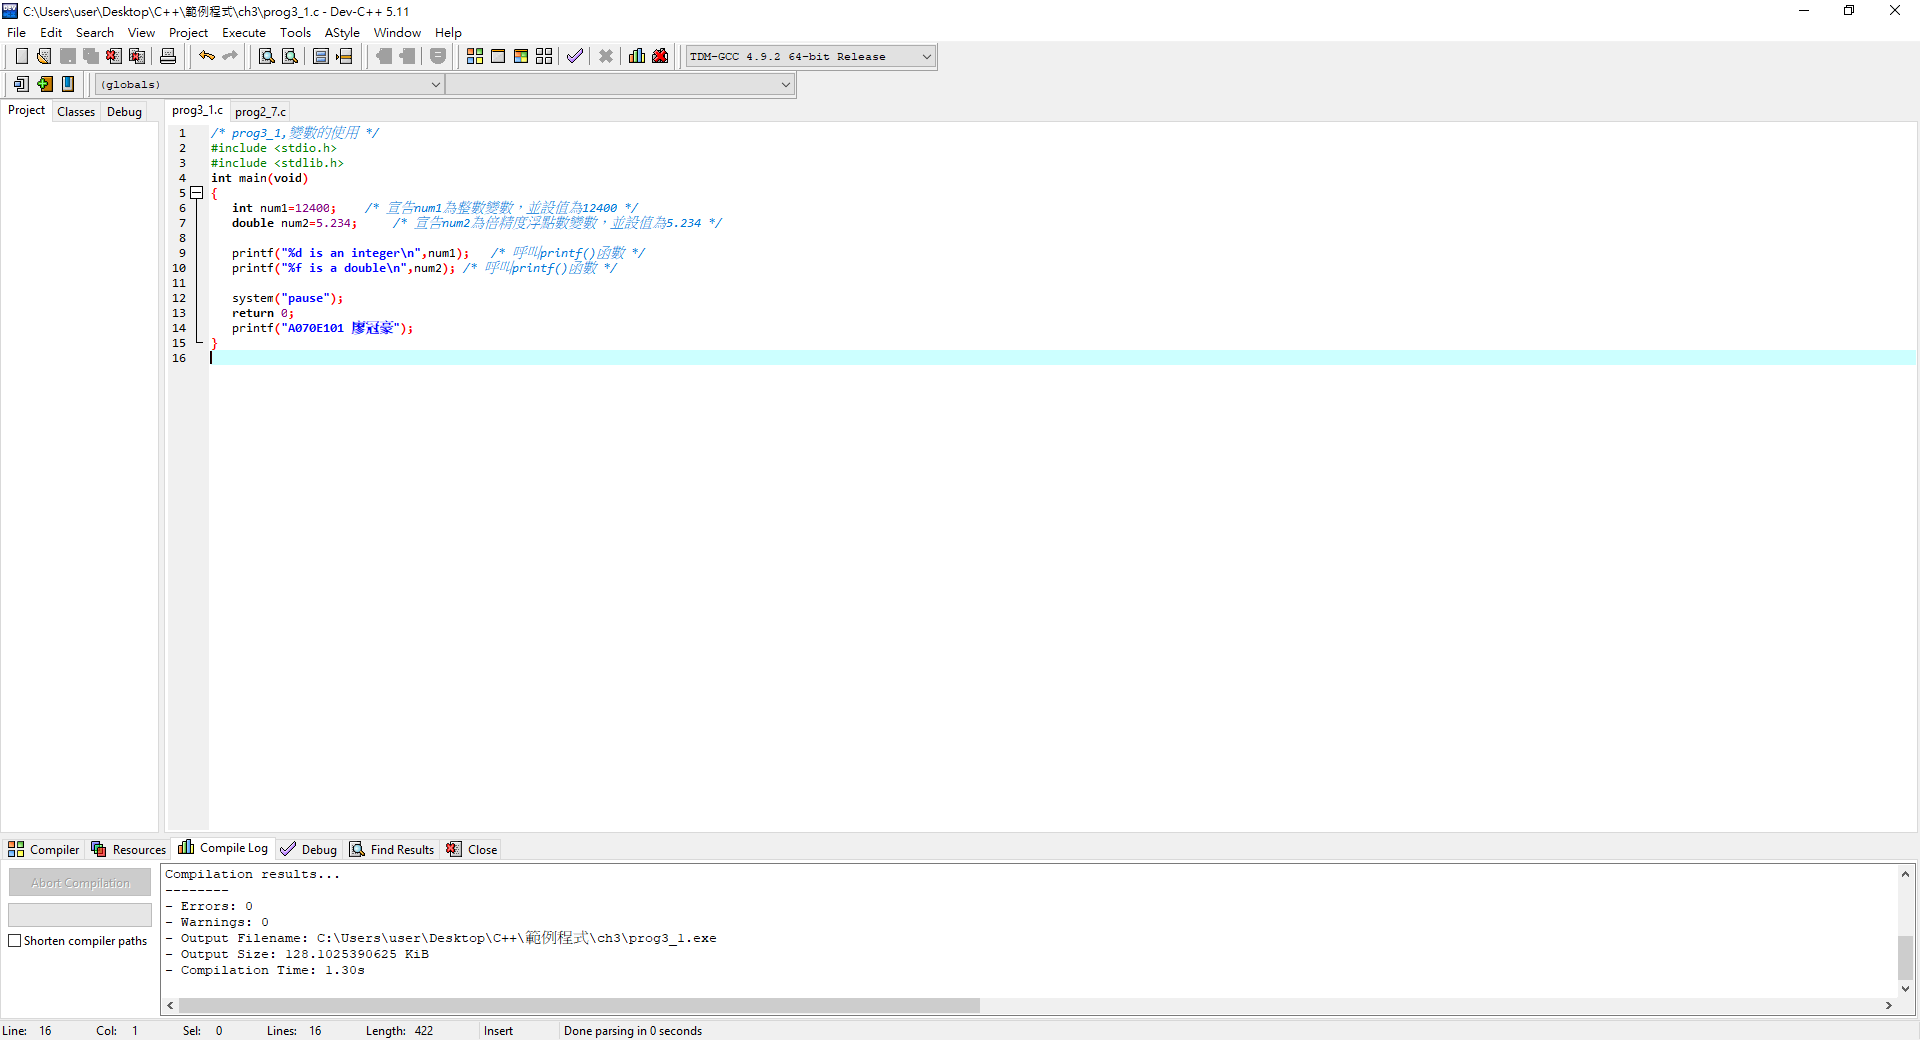 C:\Users\user\Desktop\C++\範例程式\ch3\prog3_1.c - Dev-C++ 5.11
File Edit Search View Project Execute Tools AStyle Window Help
TDM-GCC 4.9.2 64-bit Release
(globals)
Project Classes Debug prog3_1.c prog2_7.c
1 /* prog3_1,變數的使用 */
2 #include <stdio.h>
3 #include <stdlib.h>
4 int main(void)
5 {
6 int num1=12400; /* 宣告num1為整數變數，並設值為12400 */
7 double num2=5.234; /* 宣告num2為倍精度浮點數變數，並設值為5.234 */
8
9 printf("%d is an integer\n",num1); /* 呼叫printf()函數 */
10 printf("%f is a double\n",num2); /* 呼叫printf()函數 */
11
12 system("pause");
13 return 0;
14 printf("A070E101 廖冠豪");
15 }
16
Compiler Resources Compile Log Debug Find Results Close
Abort Compilation
Shorten compiler paths
Compilation results...
--------
- Errors: 0
- Warnings: 0
- Output Filename: C:\Users\user\Desktop\C++\範例程式\ch3\prog3_1.exe
- Output Size: 128.1025390625 KiB
- Compilation Time: 1.30s
Line: 16 Col: 1 Sel: 0 Lines: 16 Length: 422 Insert Done parsing in 0 seconds